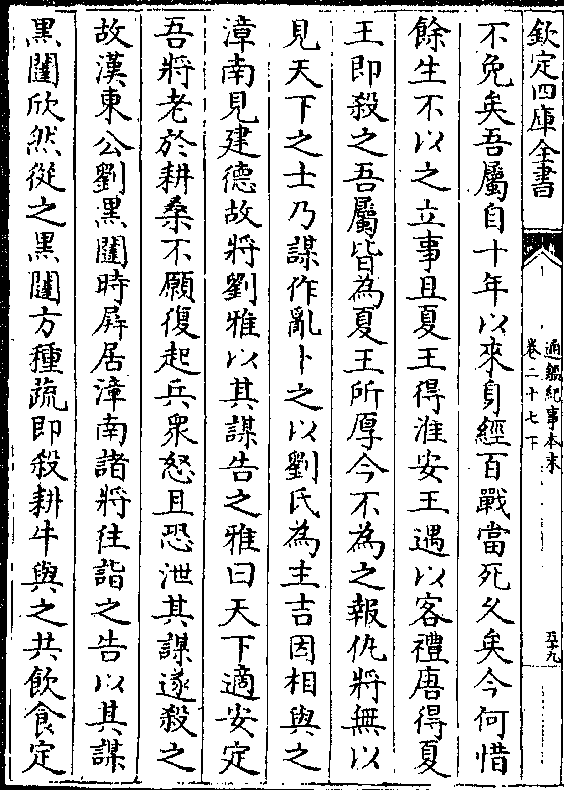 欽定四庫全書
通鑑紀事本末
卷二十七下
五十九
不免矣吾屬自十年以來身經百戰當死久矣今何惜
餘生不以之立事且夏王得淮安王遇以客禮唐得夏
王即殺之吾屬皆為夏王所厚今不為之報仇將無以
見天下之士乃謀作亂卜之以劉氏為主吉因相與之
漳南見建德故將劉雅以其謀告之雅曰天下適安定
吾將老於耕桑不願復起兵眾怒且恐泄其謀遂殺之
故漢東公劉黑闥時屏居漳南諸將往詣之告以其謀
黑闥欣然從之黑闥方種蔬即殺耕牛與之共飲食定